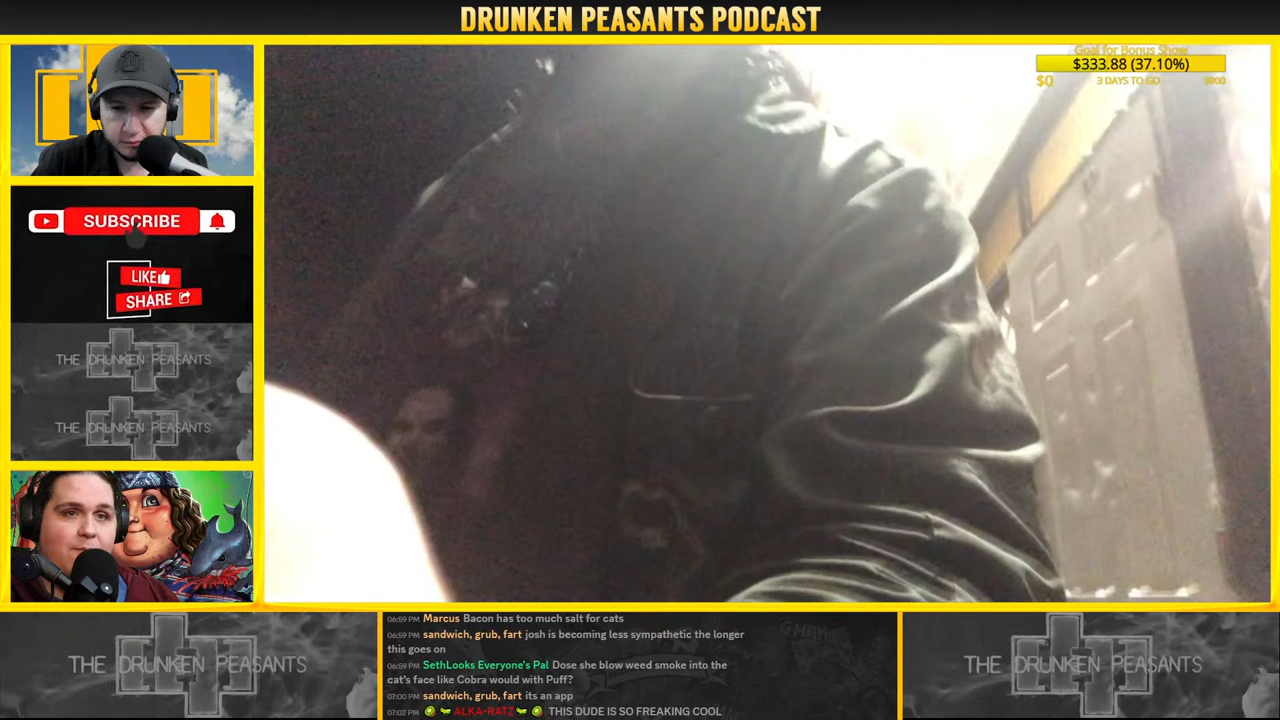 DRUNKEN PEASANTS PODCAST
Goal for Bonus Show
$333.88 (37.10%)
$0 3 DAYS TO GO $900
SUBSCRIBE
LIKE
SHARE
THE DRUNKEN PEASANTS
THE DRUNKEN PEASANTS
06:59 PM Marcus Bacon has too much salt for cats
06:59 PM sandwich, grub, fart josh is becoming less sympathetic the longer
this goes on
06:59 PM SethLooks Everyone's Pal Dose she blow weed smoke into the
cat's face like Cobra would with Puff?
07:00 PM sandwich, grub, fart its an app
07:02 PM ALKA-RATZ THIS DUDE IS SO FREAKING COOL
THE DRUNKEN PEASANTS
THE DRUNKEN PEASANTS